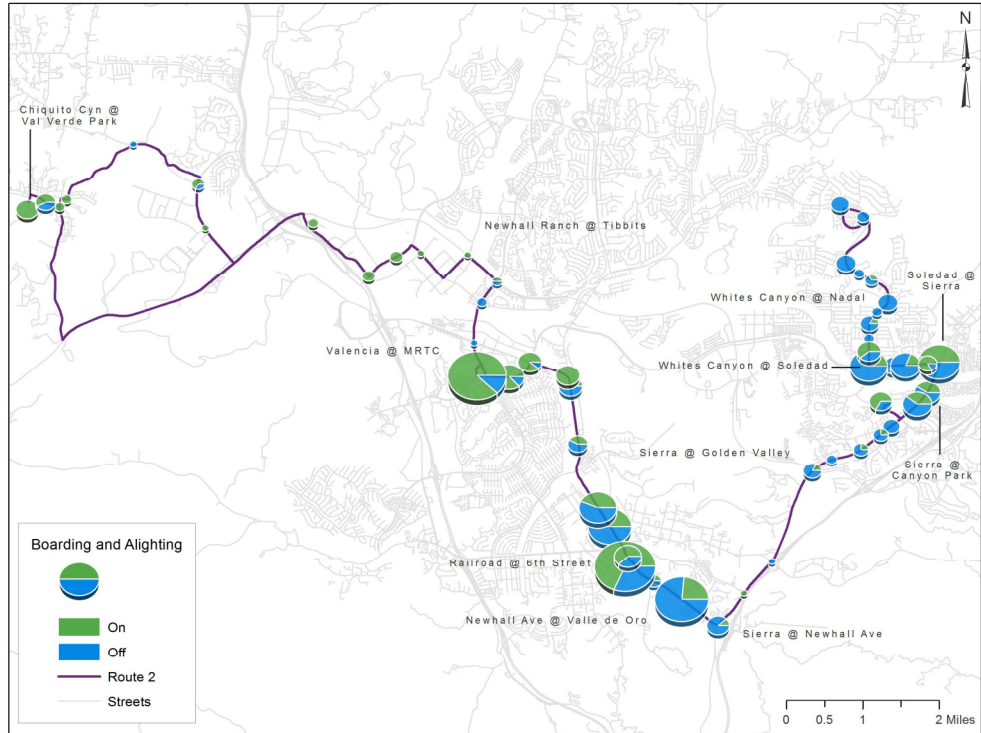 N
Chiquito Cyn @
Val Verde Park
Newhall Ranch @ Tibbits
Soledad @
Sierra
Whites Canyon @ Nadal
Valencia @ MRTC
Whites Canyon @ Soledad
Sierra @ Golden Valley
Sierra @
Canyon Park
Railroad @ 6th Street
Newhall Ave @ Valle de Oro
Sierra @ Newhall Ave
Boarding and Alighting
On
Off
Route 2
Streets
0 0.5 1 2 Miles